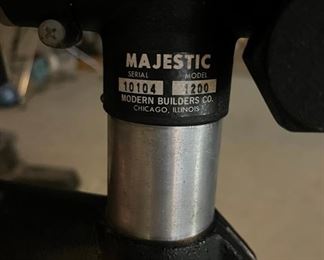 MAJESTIC
SERIAL MODEL
10104 1200
MODERN BUILDERS CO.
CHICAGO, ILLINOIS